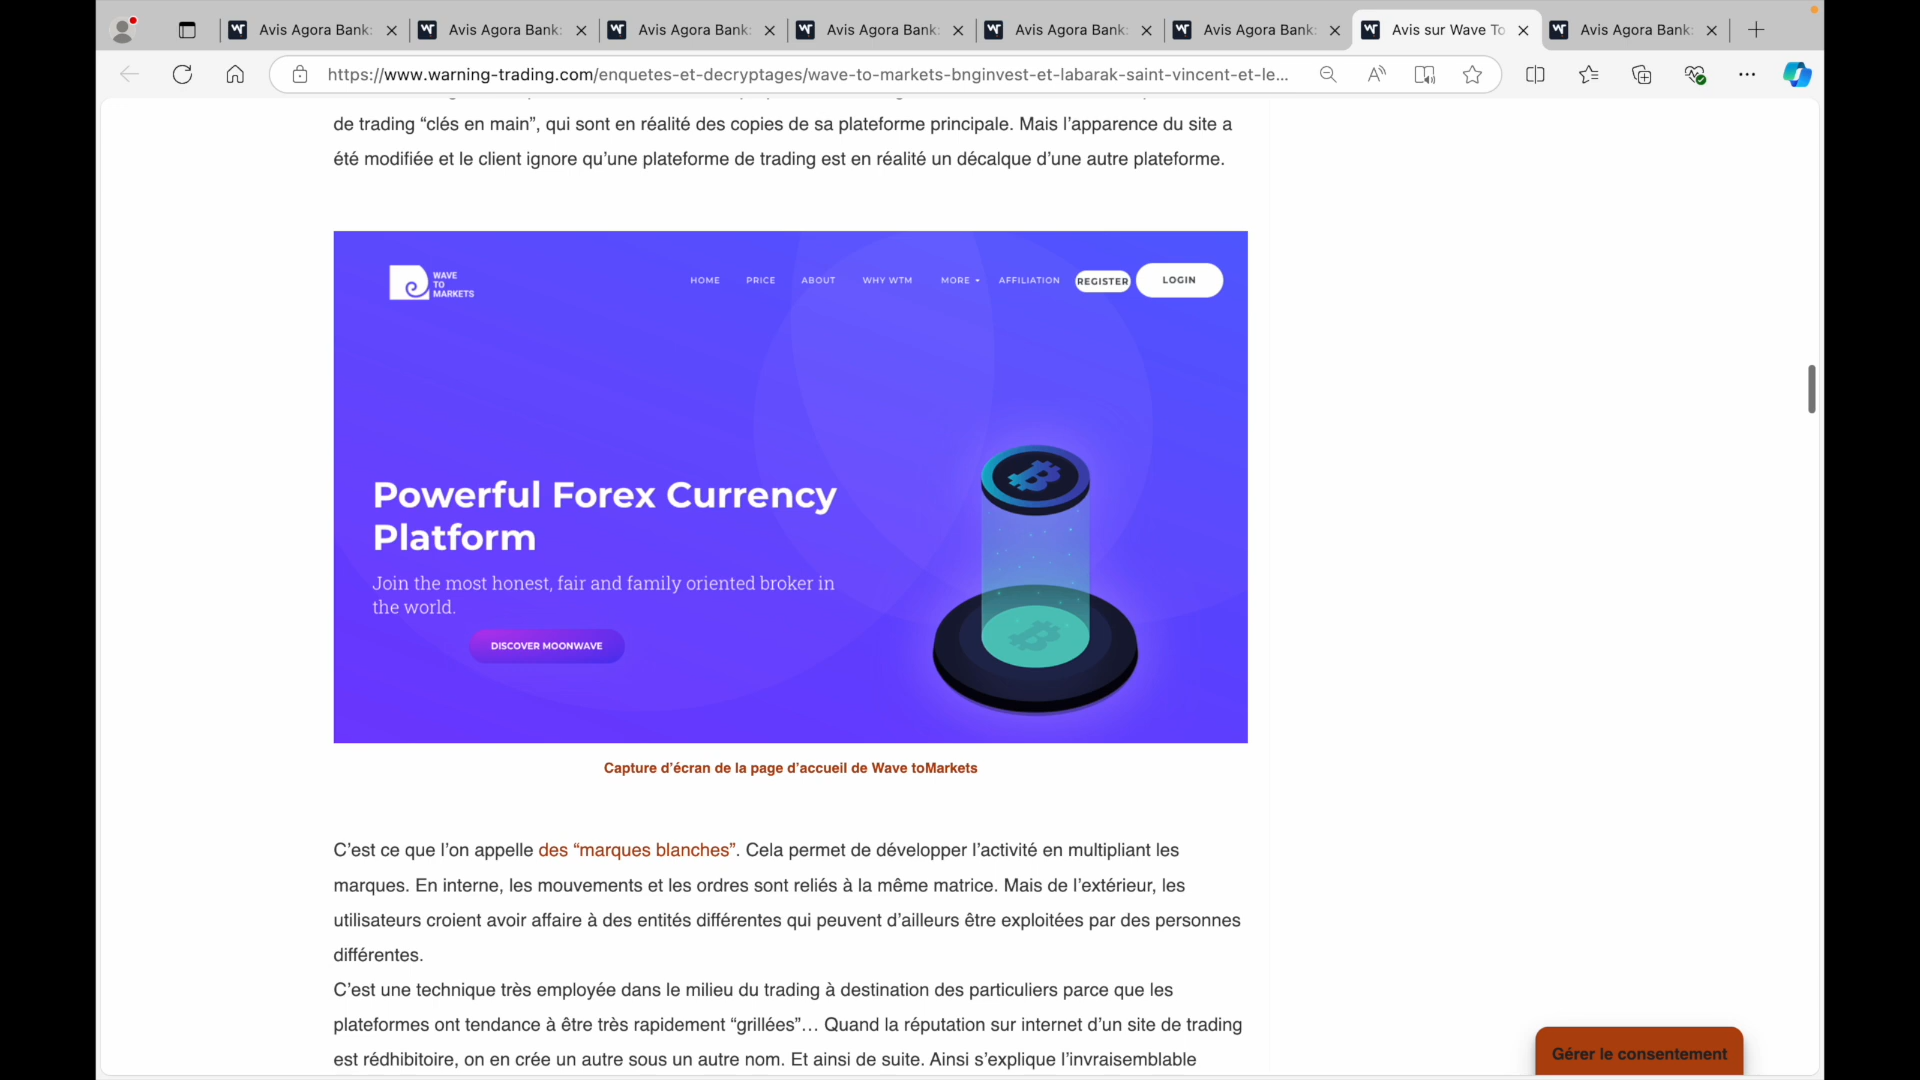 Avis Agora Bank:
Avis Agora Bank:
Avis Agora Bank:
Avis Agora Bank:
Avis Agora Bank:
Avis Agora Bank:
Avis sur Wave To
Avis Agora Bank:
https://www.warning-trading.com/enquetes-et-decryptages/wave-to-markets-bnginvest-et-labarak-saint-vincent-et-le...
de trading “clés en main”, qui sont en réalité des copies de sa plateforme principale. Mais l’apparence du site a
été modifiée et le client ignore qu’une plateforme de trading est en réalité un décalque d’une autre plateforme.
WAVE
TO
MARKETS
HOME
PRICE
ABOUT
WHY WTM
MORE
AFFILIATION
REGISTER
LOGIN
Powerful Forex Currency
Platform
Join the most honest, fair and family oriented broker in
the world.
DISCOVER MOONWAVE
Capture d’écran de la page d’accueil de Wave toMarkets
C’est ce que l’on appelle des “marques blanches”. Cela permet de développer l’activité en multipliant les
marques. En interne, les mouvements et les ordres sont reliés à la même matrice. Mais de l’extérieur, les
utilisateurs croient avoir affaire à des entités différentes qui peuvent d’ailleurs être exploitées par des personnes
différentes.
C’est une technique très employée dans le milieu du trading à destination des particuliers parce que les
plateformes ont tendance à être très rapidement “grillées”… Quand la réputation sur internet d’un site de trading
est rédhibitoire, on en crée un autre sous un autre nom. Et ainsi de suite. Ainsi s’explique l’invraisemblable
Gérer le consentement